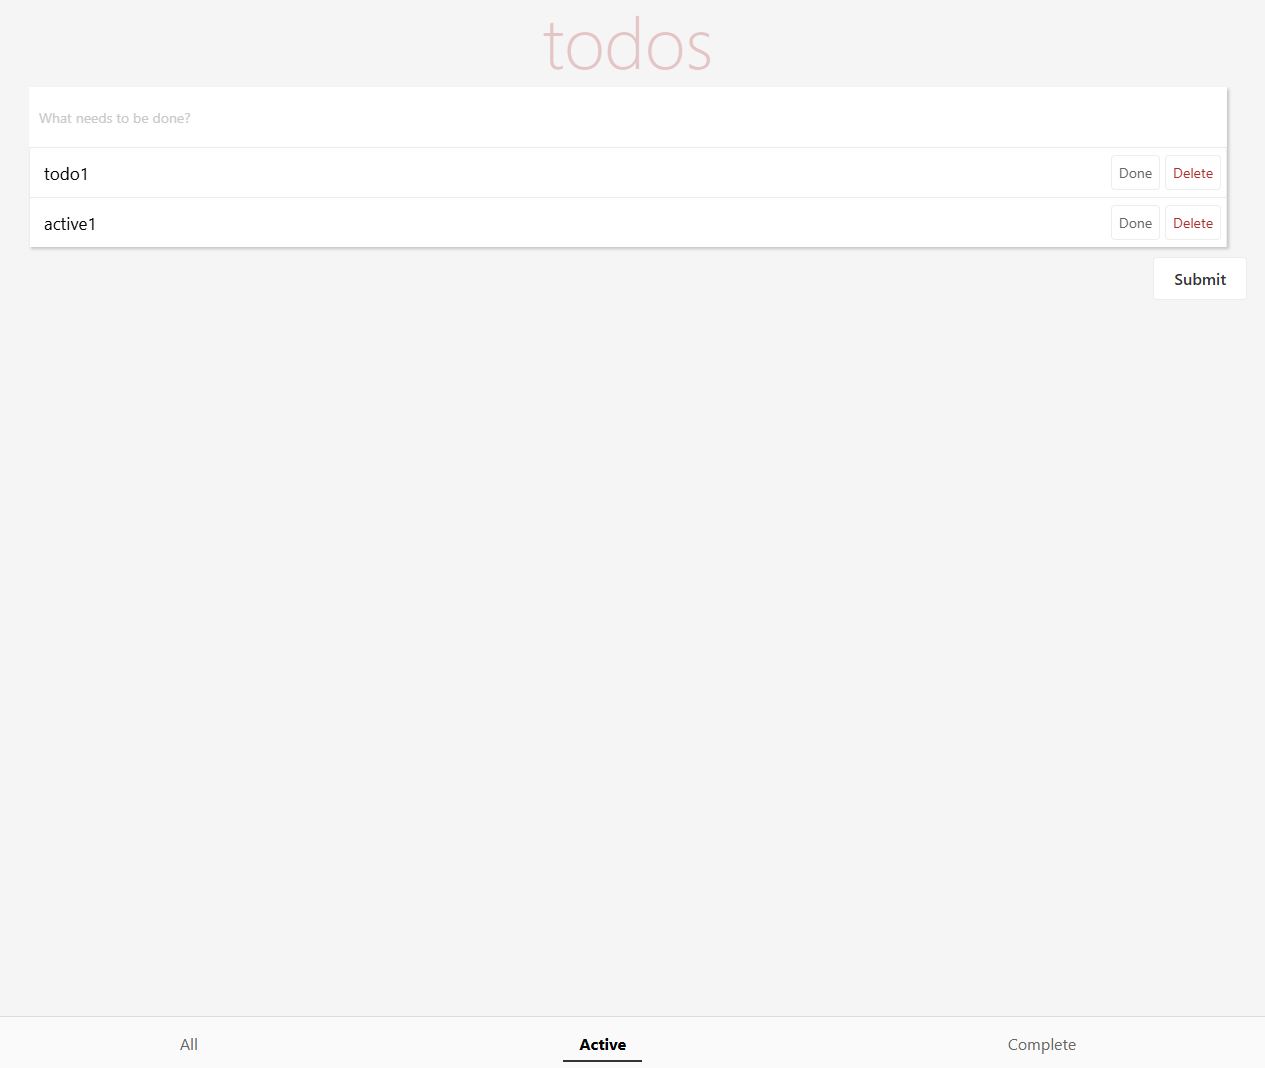 todos
What needs to be done?
todo1 Done Delete
active1 Done Delete
Submit
All Active Complete